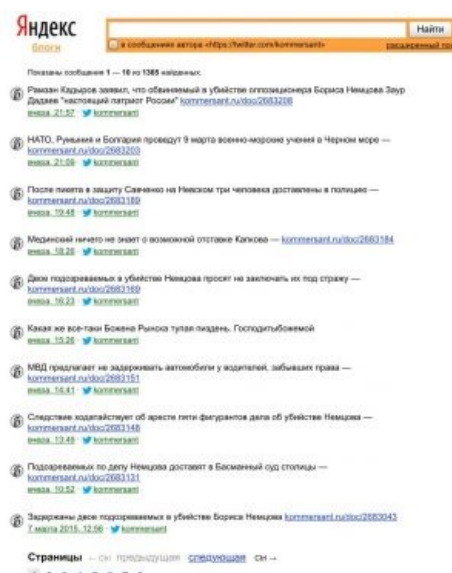 Яндекс
блоги
Найти
в сообщениях автора «https://twitter.com/kommersant»
расширенный
Показаны сообщения 1 — 10 из 1365 найденных.
Рамзан Кадыров заявил, что обвиняемый в убийстве оппозиционера Бориса Немцова Заур
Дадаев "настоящий патриот России" kommersant.ru/doc/2683208
вчера, 21:57 kommersant
НАТО, Румыния и Болгария проведут 9 марта военно-морские учения в Черном море —
kommersant.ru/doc/2683203
вчера, 21:09 kommersant
После пикета в защиту Савченко на Невском три человека доставлены в полицию —
kommersant.ru/doc/2683189
вчера, 19:48 kommersant
Мединский ничего не знает о возможной отставке Капкова — kommersant.ru/doc/2683184
вчера, 18:26 kommersant
Двое подозреваемых в убийстве Немцова просят не заключать их под стражу —
kommersant.ru/doc/2683169
вчера, 16:23 kommersant
Какая же все-таки Божена Рынска тупая пиздень. Господитыбожемой
вчера, 15:26 kommersant
МВД предлагает не задерживать автомобили у водителей, забывших права —
kommersant.ru/doc/2683151
вчера, 14:41 kommersant
Следствие ходатайствует об аресте пяти фигурантов дела об убийстве Немцова —
kommersant.ru/doc/2683148
вчера, 13:49 kommersant
Подозреваемых по делу Немцова доставят в Басманный суд столицы —
kommersant.ru/doc/2683131
вчера, 10:52 kommersant
Задержаны двое подозреваемых в убийстве Бориса Немцова kommersant.ru/doc/2683043
7 марта 2015, 12:56 kommersant
Страницы ← Ctrl предыдущая следующая Ctrl →